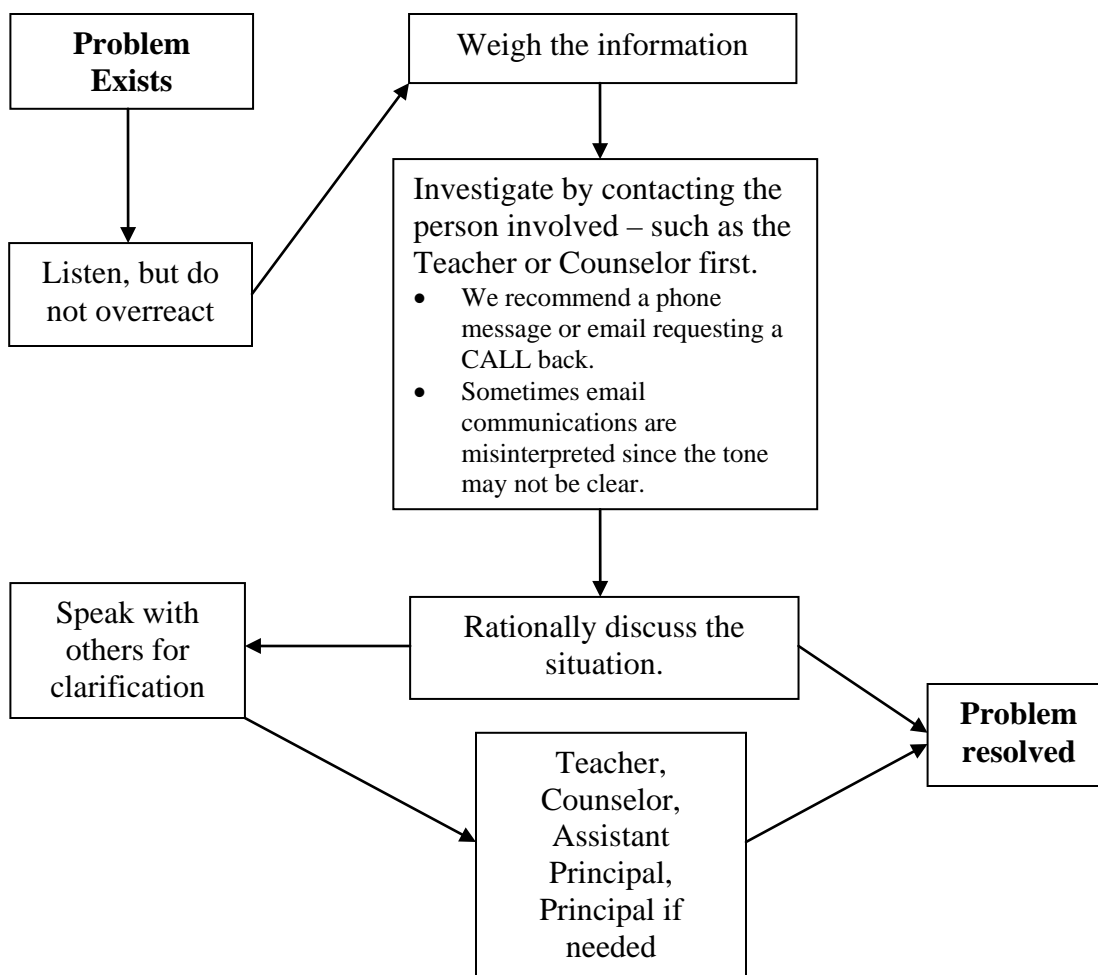 Problem
Exists
Listen, but do
not overreact
Weigh the information
Investigate by contacting the
person involved – such as the
Teacher or Counselor first.
• We recommend a phone
message or email requesting a
CALL back.
• Sometimes email
communications are
misinterpreted since the tone
may not be clear.
Rationally discuss the
situation.
Speak with
others for
clarification
Teacher,
Counselor,
Assistant
Principal,
Principal if
needed
Problem
resolved